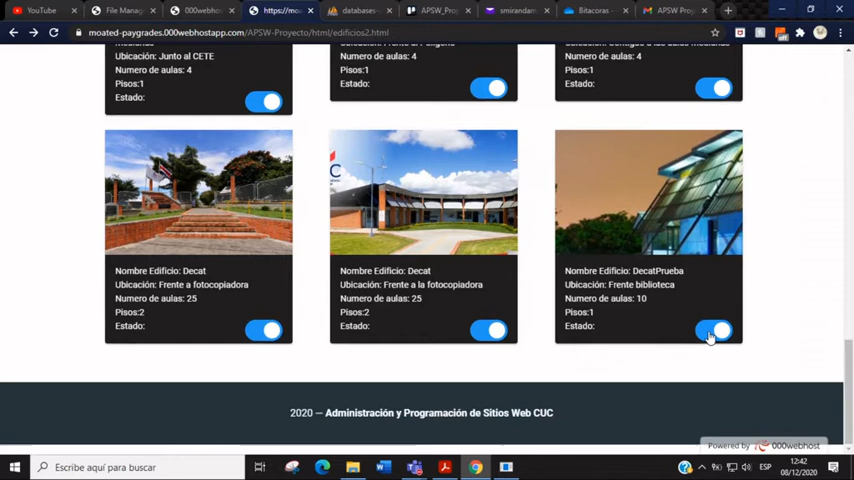 YouTube
File Manag
000webhos
https://moa
databases-
APSW_Proy
smirandam
Bitacoras -
APSW Proy
moated-paygrades.000webhostapp.com/APSW-Proyecto/html/edificios2.html
Ubicación: Junto al CETE
Numero de aulas: 4
Pisos:1
Estado:
Numero de aulas: 4
Pisos:1
Estado:
Numero de aulas: 4
Pisos:1
Estado:
Nombre Edificio: Decat
Ubicación: Frente a fotocopiadora
Numero de aulas: 25
Pisos:2
Estado:
Nombre Edificio: Decat
Ubicación: Frente a la fotocopiadora
Numero de aulas: 25
Pisos:2
Estado:
Nombre Edificio: DecatPrueba
Ubicación: Frente biblioteca
Numero de aulas: 10
Pisos:1
Estado:
2020 — Administración y Programación de Sitios Web CUC
Powered by 000webhost
Escribe aquí para buscar
ESP
12:42
08/12/2020